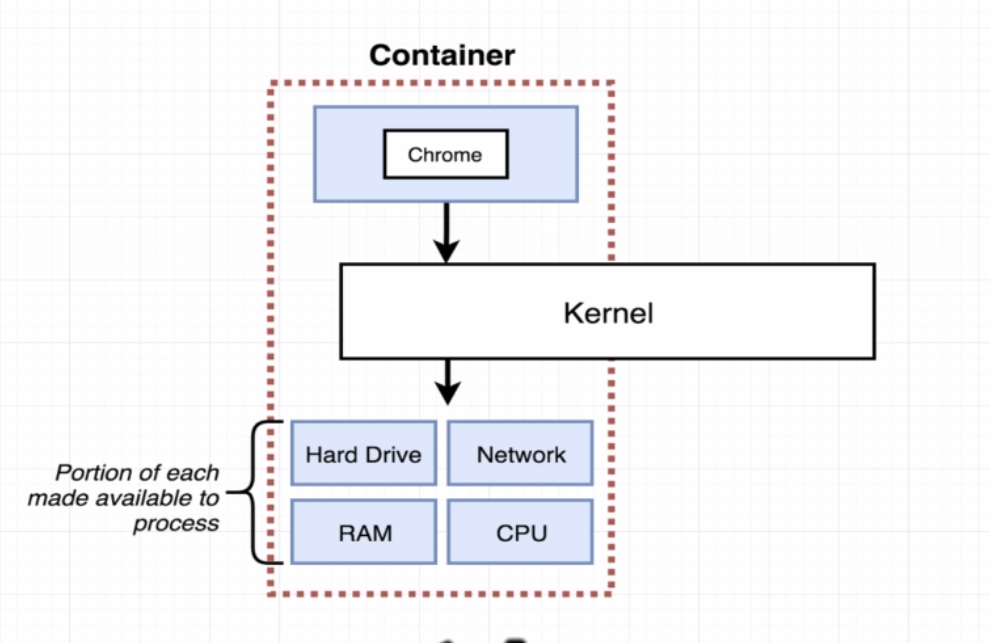 Container
Chrome
Kernel
Hard Drive
Network
Portion of each
made available to
process
RAM
CPU